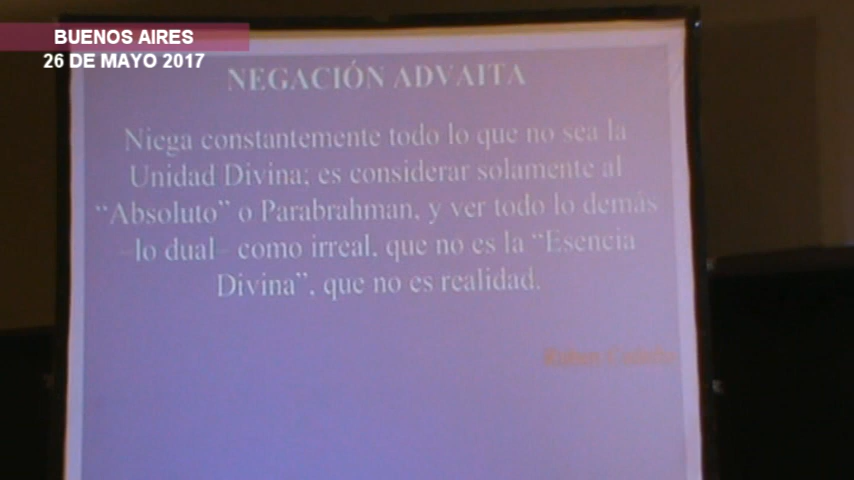 BUENOS AIRES
26 DE MAYO 2017
NEGACIÓN ADVAITA
Niega constantemente todo lo que no sea la
Unidad Divina; es considerar solamente al
“Absoluto” o Parabrahman, y ver todo lo demás
–lo dual– como irreal, que no es la “Esencia
Divina”, que no es realidad.
Rubén Cedeño